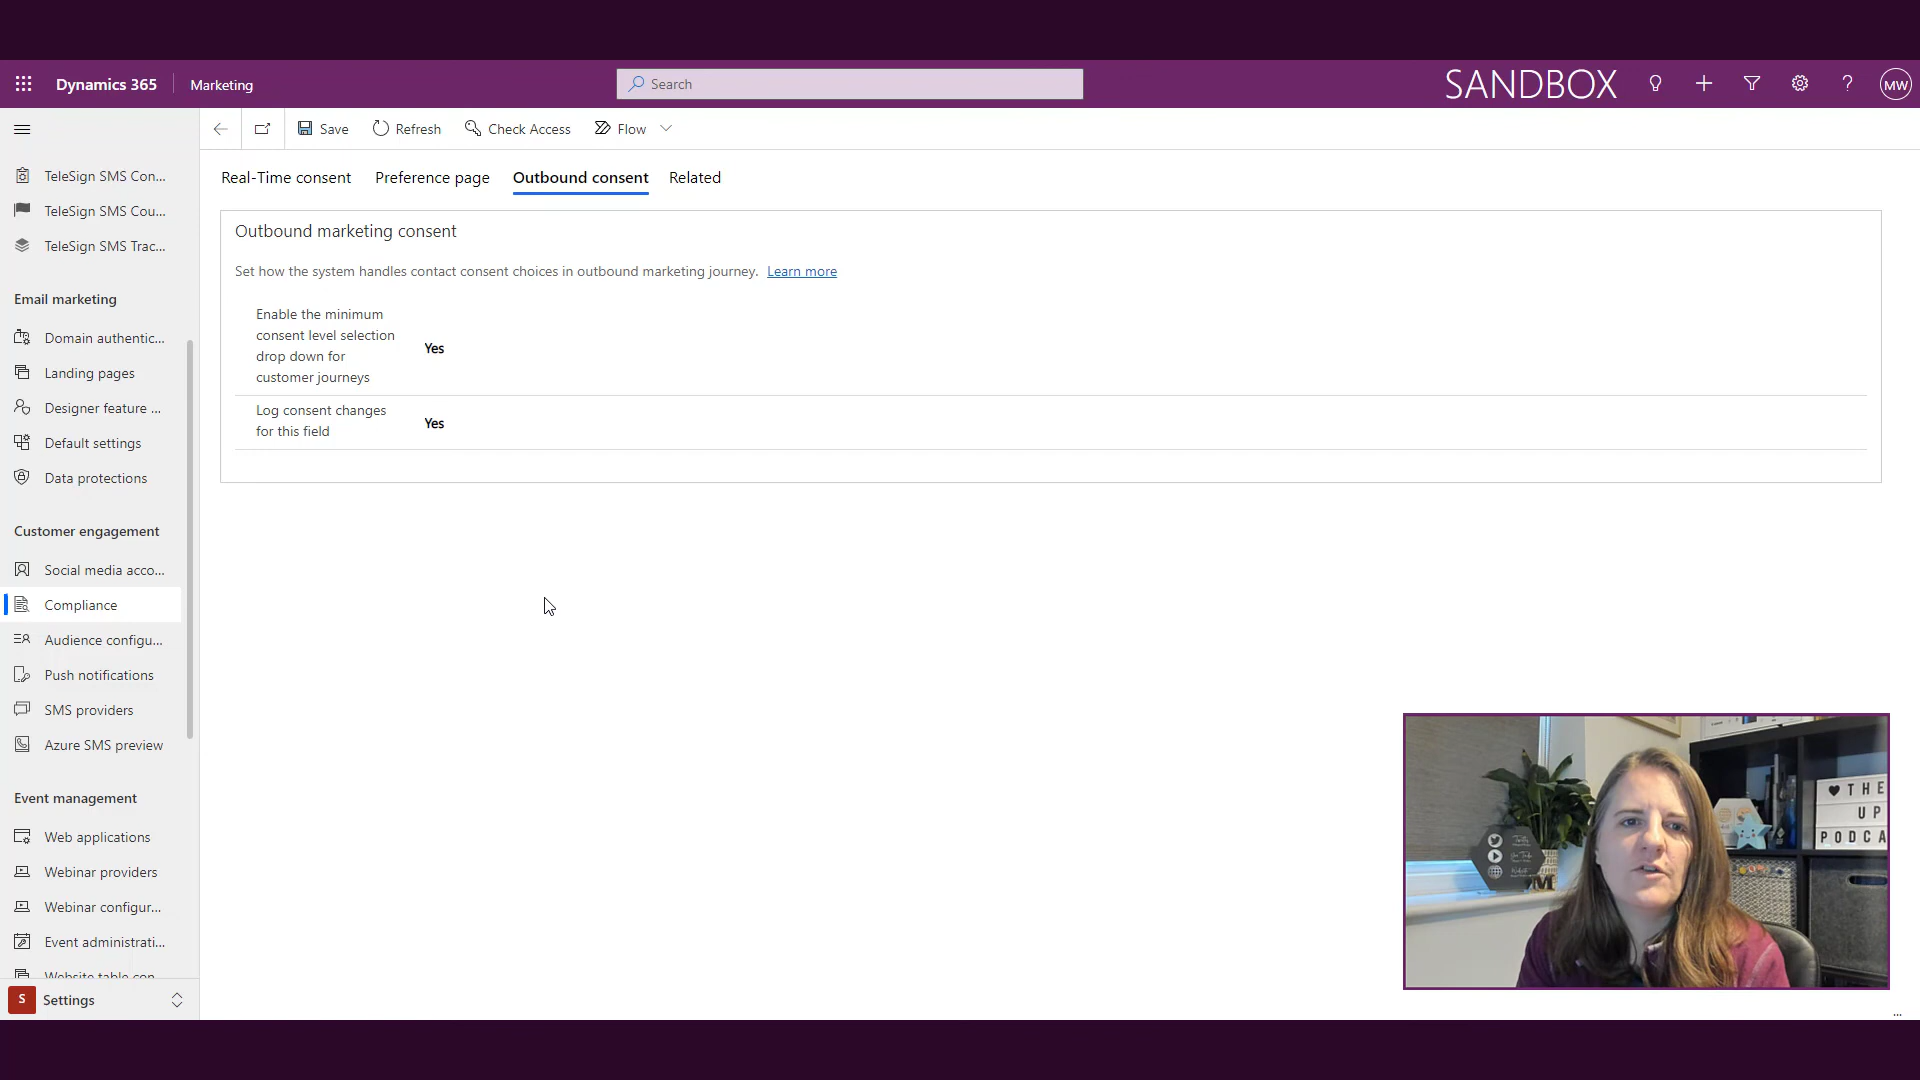 Dynamics 365
Marketing
Search
SANDBOX
MW
Save
Refresh
Check Access
Flow
TeleSign SMS Con...
TeleSign SMS Cou...
TeleSign SMS Trac...
Email marketing
Domain authentic...
Landing pages
Designer feature ...
Default settings
Data protections
Customer engagement
Social media acco...
Compliance
Audience configu...
Push notifications
SMS providers
Azure SMS preview
Event management
Web applications
Webinar providers
Webinar configur...
Event administrati...
Website table con...
S
Settings
Real-Time consent
Preference page
Outbound consent
Related
Outbound marketing consent
Set how the system handles contact consent choices in outbound marketing journey. Learn more
Enable the minimum
consent level selection
drop down for
customer journeys
Yes
Log consent changes
for this field
Yes
♥ THE
UP
PODCA
...